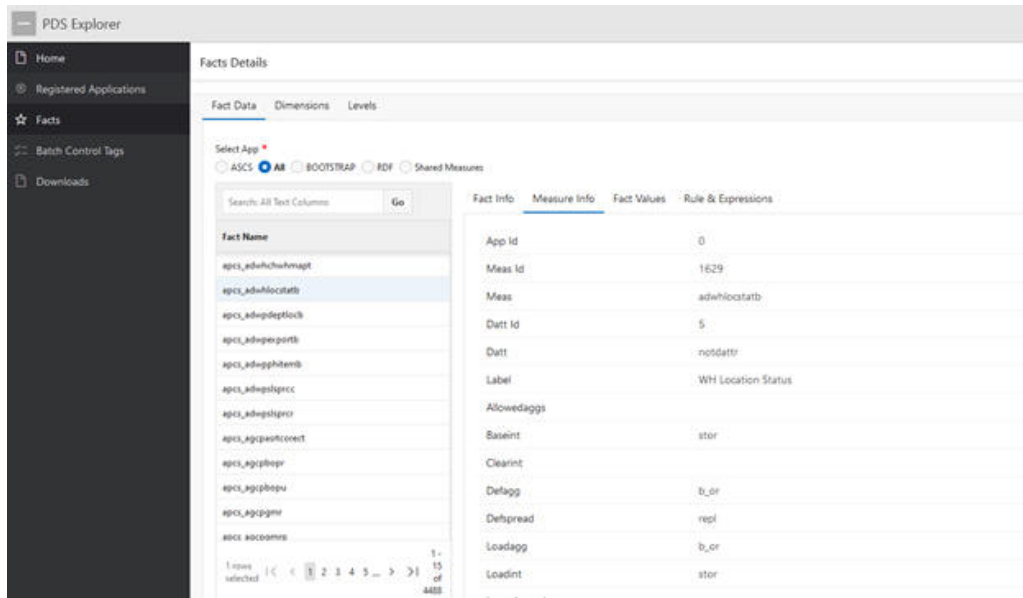 PDS Explorer
Home
Registered Applications
Facts
Batch Control Tags
Downloads
Facts Details
Fact Data Dimensions Levels
Select App *
ASCS All BOOTSTRAP RDF Shared Measures
Search: All Text Columns Go
Fact Name
apcs_adwhchwhmapt
apcs_adwhlocstatb
apcs_adwpdeptlocb
apcs_adwpexportb
apcs_adwpphitemb
apcs_adwpslsprcc
apcs_adwpslsprcr
apcs_agcpbopr
apcs_agcpbopu
apcs_agcpgmr
1 rows selected 1 2 3 4 5 ... 1 - 15 of 4488
Fact Info Measure Info Fact Values Rule & Expressions
App Id 0
Meas Id 1629
Meas adwhlocstatb
Datt Id 5
Datt notdattr
Label WH Location Status
Allowedaggs
Baseint stor
Clearint
Defagg b_or
Defspread repl
Loadagg b_or
Loadint stor